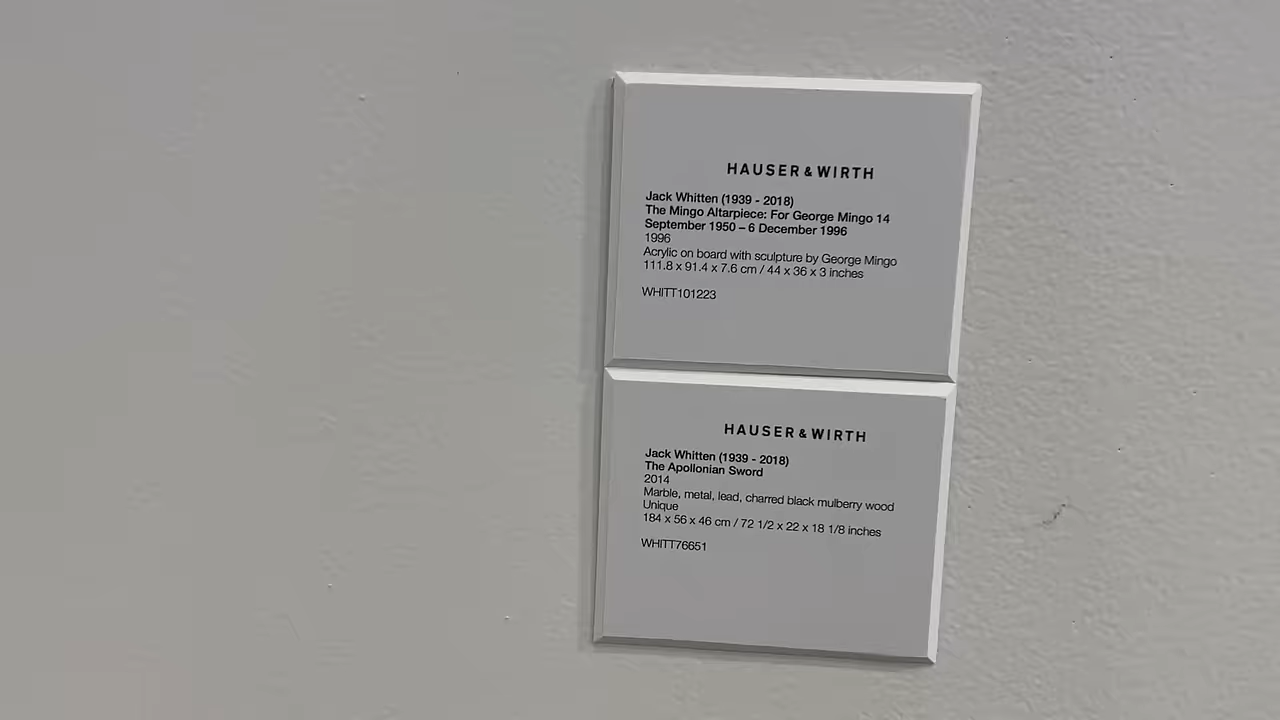 HAUSER & WIRTH
Jack Whitten (1939 - 2018)
The Mingo Altarpiece: For George Mingo 14
September 1950 – 6 December 1996
1996
Acrylic on board with sculpture by George Mingo
111.8 x 91.4 x 7.6 cm / 44 x 36 x 3 inches
WHITT101223
HAUSER & WIRTH
Jack Whitten (1939 - 2018)
The Apollonian Sword
2014
Marble, metal, lead, charred black mulberry wood
Unique
184 x 56 x 46 cm / 72 1/2 x 22 x 18 1/8 inches
WHITT76651